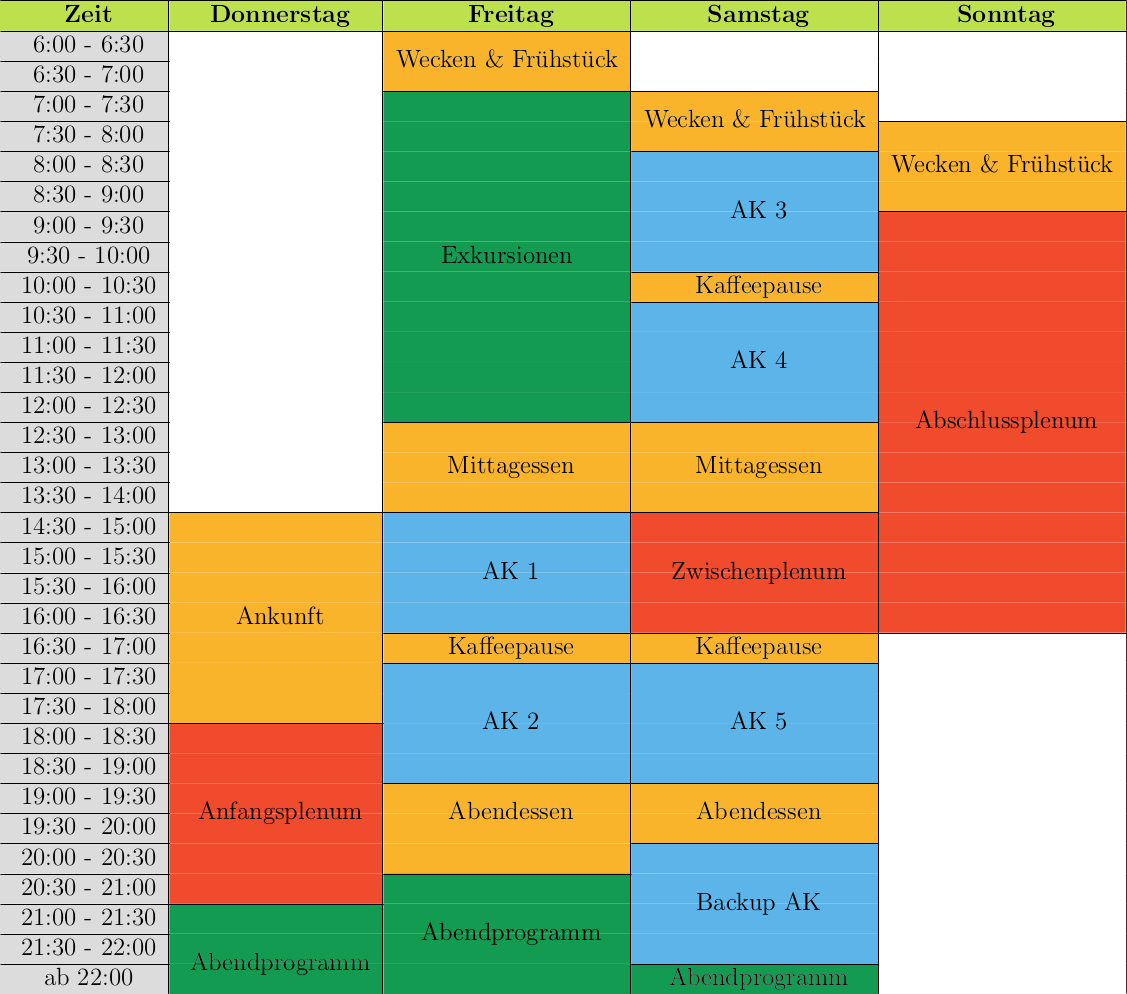 Zeit Donnerstag Freitag Samstag Sonntag
6:00 - 6:30
Wecken & Frühstück
6:30 - 7:00
7:00 - 7:30
Wecken & Frühstück
7:30 - 8:00
8:00 - 8:30 Wecken & Frühstück
8:30 - 9:00
AK 3
9:00 - 9:30
9:30 - 10:00 Exkursionen
10:00 - 10:30 Kaffeepause
10:30 - 11:00
11:00 - 11:30
AK 4
11:30 - 12:00
12:00 - 12:30
Abschlussplenum
12:30 - 13:00
13:00 - 13:30 Mittagessen Mittagessen
13:30 - 14:00
14:30 - 15:00
15:00 - 15:30
AK 1 Zwischenplenum
15:30 - 16:00
16:00 - 16:30 Ankunft
16:30 - 17:00 Kaffeepause Kaffeepause
17:00 - 17:30
17:30 - 18:00
AK 2 AK 5
18:00 - 18:30
18:30 - 19:00
19:00 - 19:30
Anfangsplenum Abendessen Abendessen
19:30 - 20:00
20:00 - 20:30
20:30 - 21:00
Backup AK
21:00 - 21:30
Abendprogramm
21:30 - 22:00
Abendprogramm
ab 22:00 Abendprogramm